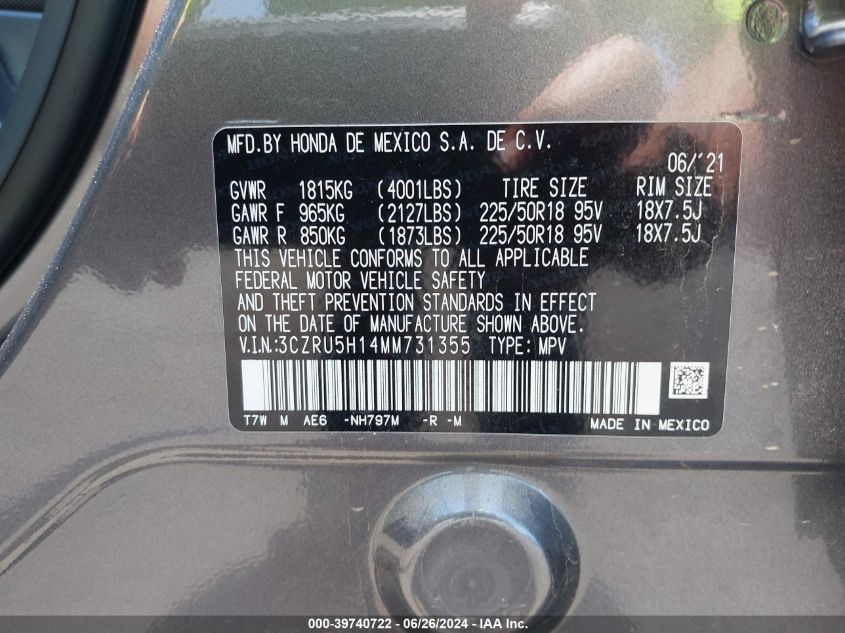 MFD.BY HONDA DE MEXICO S.A. DE C.V.
06/'21
GVWR 1815KG (4001LBS) TIRE SIZE RIM SIZE
GAWR F 965KG (2127LBS) 225/50R18 95V 18X7.5J
GAWR R 850KG (1873LBS) 225/50R18 95V 18X7.5J
THIS VEHICLE CONFORMS TO ALL APPLICABLE
FEDERAL MOTOR VEHICLE SAFETY
AND THEFT PREVENTION STANDARDS IN EFFECT
ON THE DATE OF MANUFACTURE SHOWN ABOVE.
V.I.N.:3CZRU5H14MM731355 TYPE: MPV
T7W M AE6 -NH797M -R -M MADE IN MEXICO
000-39740722 - 06/26/2024 - IAA Inc.